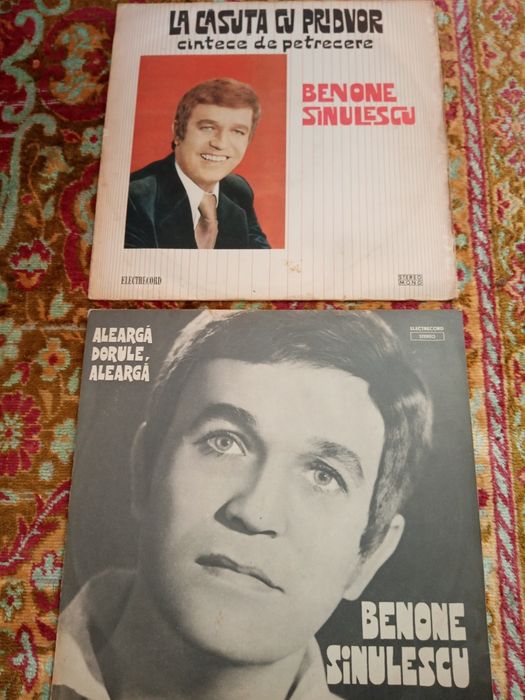 LA CASUTA CU PRIDVOR
cintece de petrecere
BENONE
SINULESCU
ELECTRECORD
STEREO
MONO
ALEARGĂ
DORULE,
ALEARGĂ
ELECTRECORD
STEREO
BENONE
SINULESCU